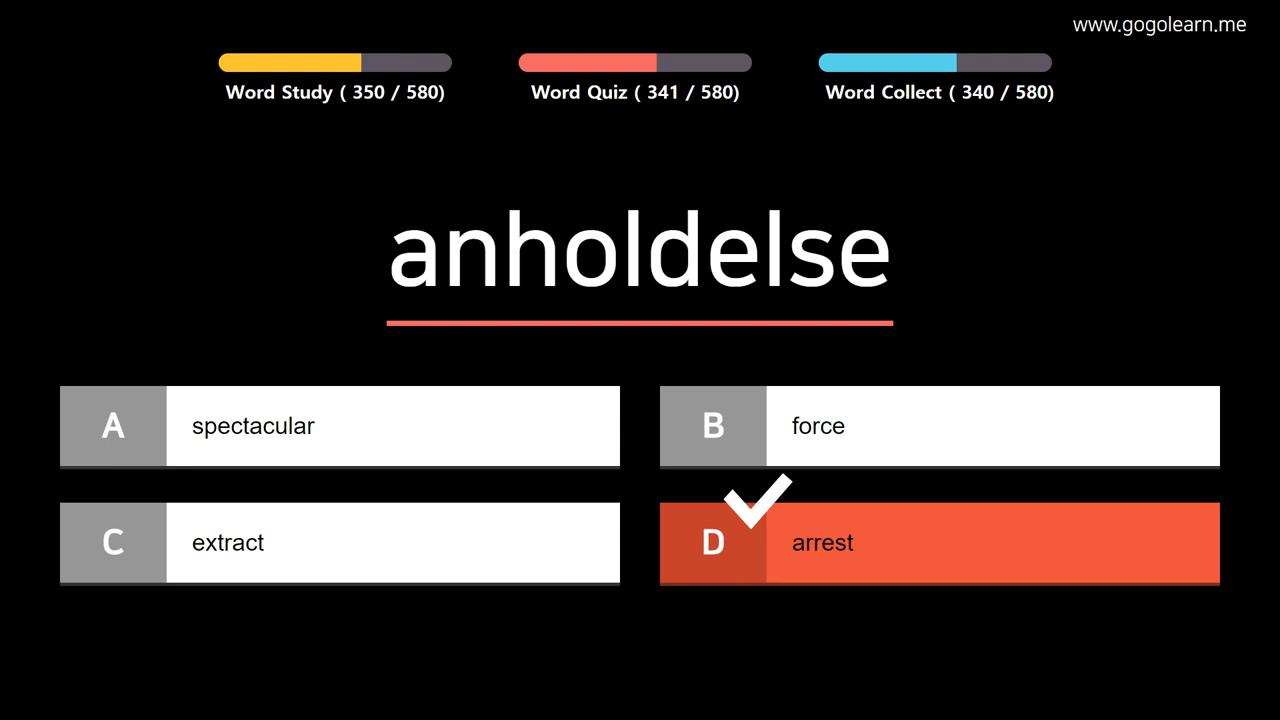 www.gogolearn.me
Word Study ( 350 / 580)
Word Quiz ( 341 / 580)
Word Collect ( 340 / 580)
anholdelse
A spectacular
B force
C extract
D arrest